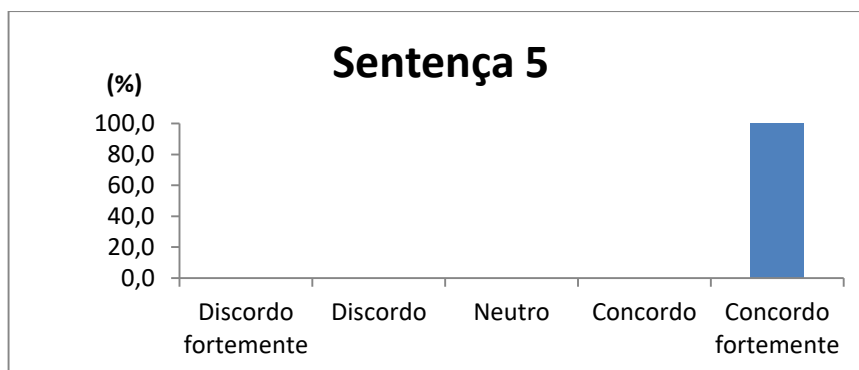 Sentença 5
(%)
100,0
80,0
60,0
40,0
20,0
0,0
Discordo fortemente
Discordo
Neutro
Concordo
Concordo fortemente